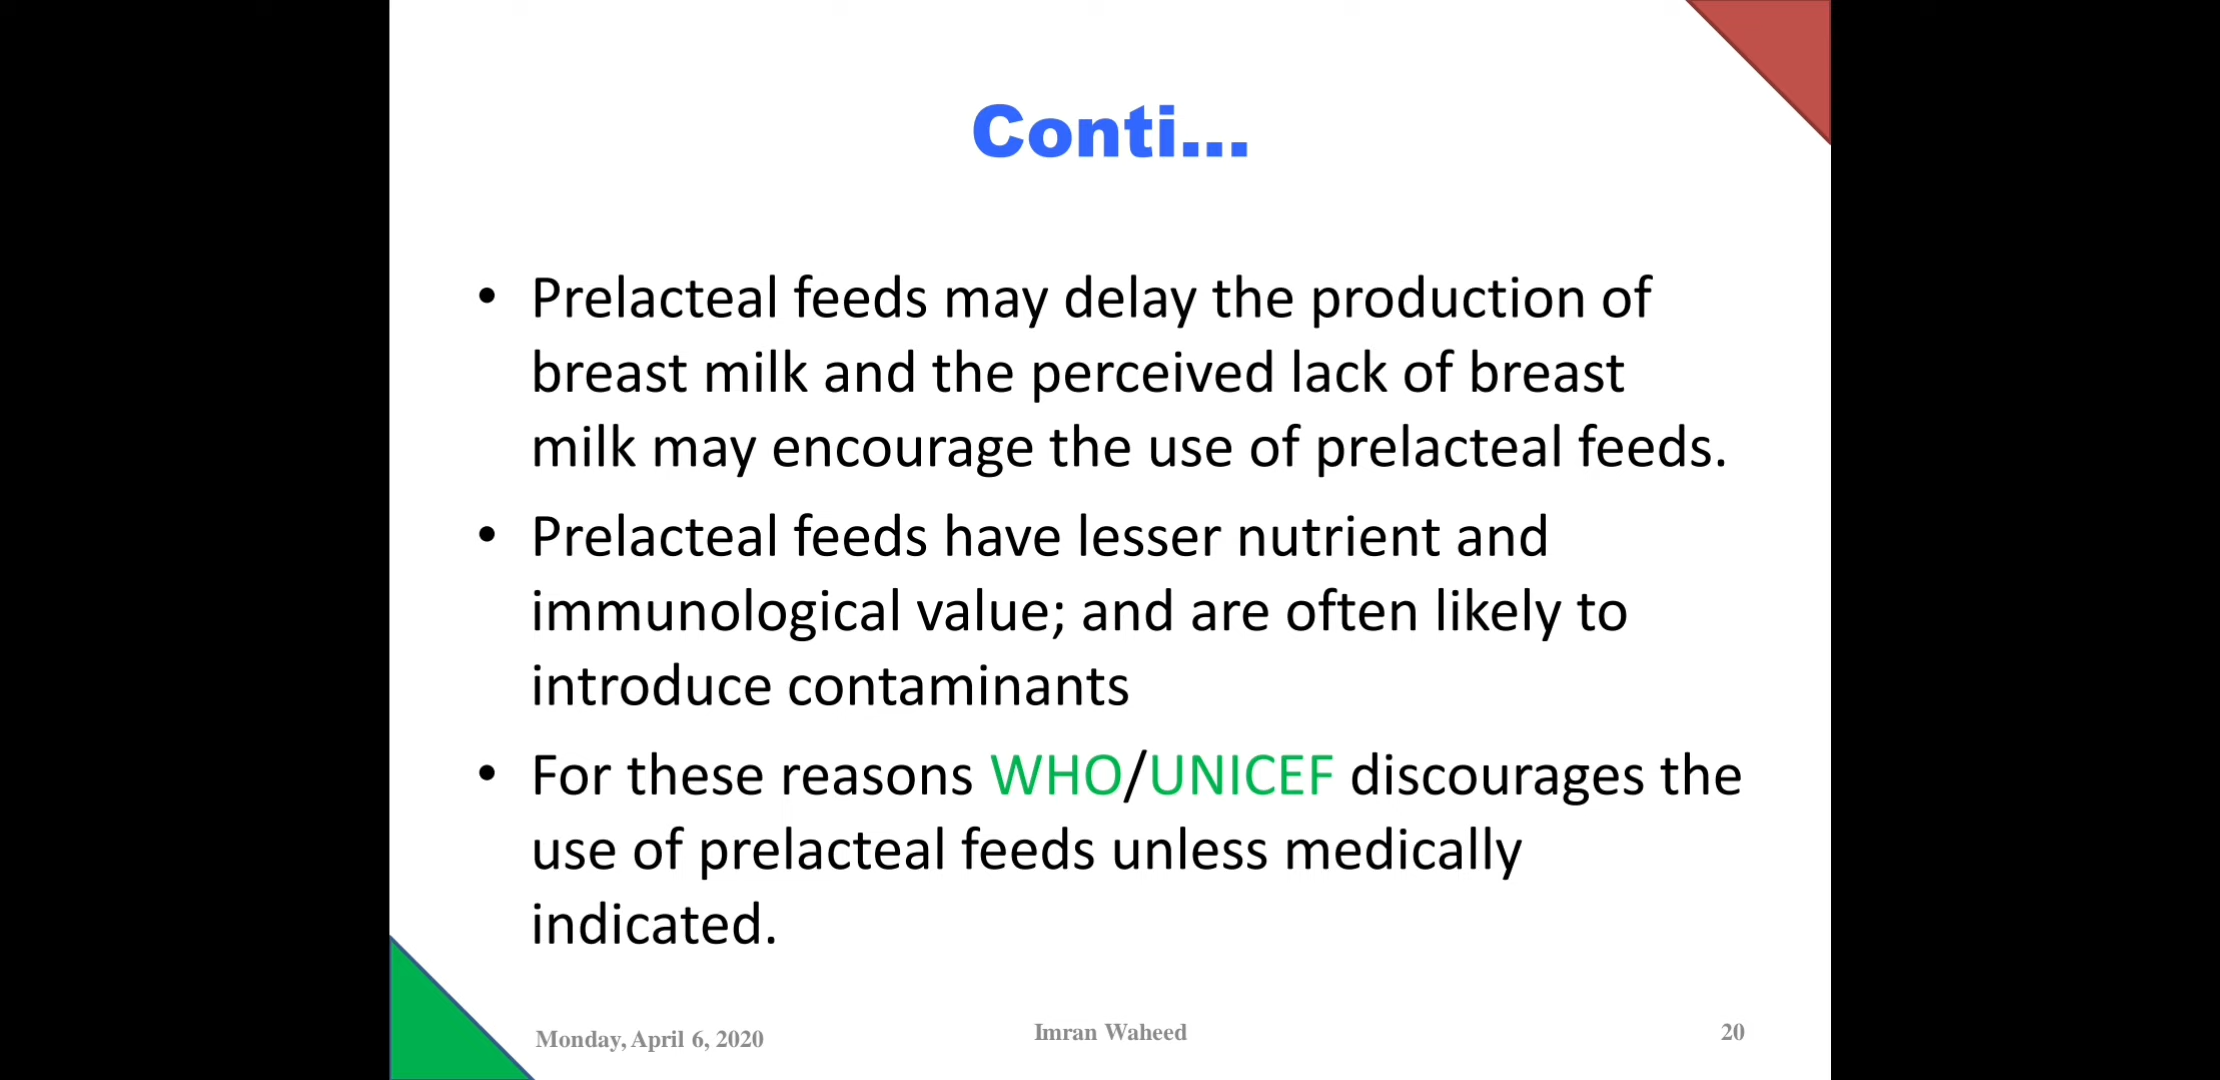 Conti...
• Prelacteal feeds may delay the production of
breast milk and the perceived lack of breast
milk may encourage the use of prelacteal feeds.
• Prelacteal feeds have lesser nutrient and
immunological value; and are often likely to
introduce contaminants
• For these reasons WHO/UNICEF discourages the
use of prelacteal feeds unless medically
indicated.
Monday, April 6, 2020
Imran Waheed
20